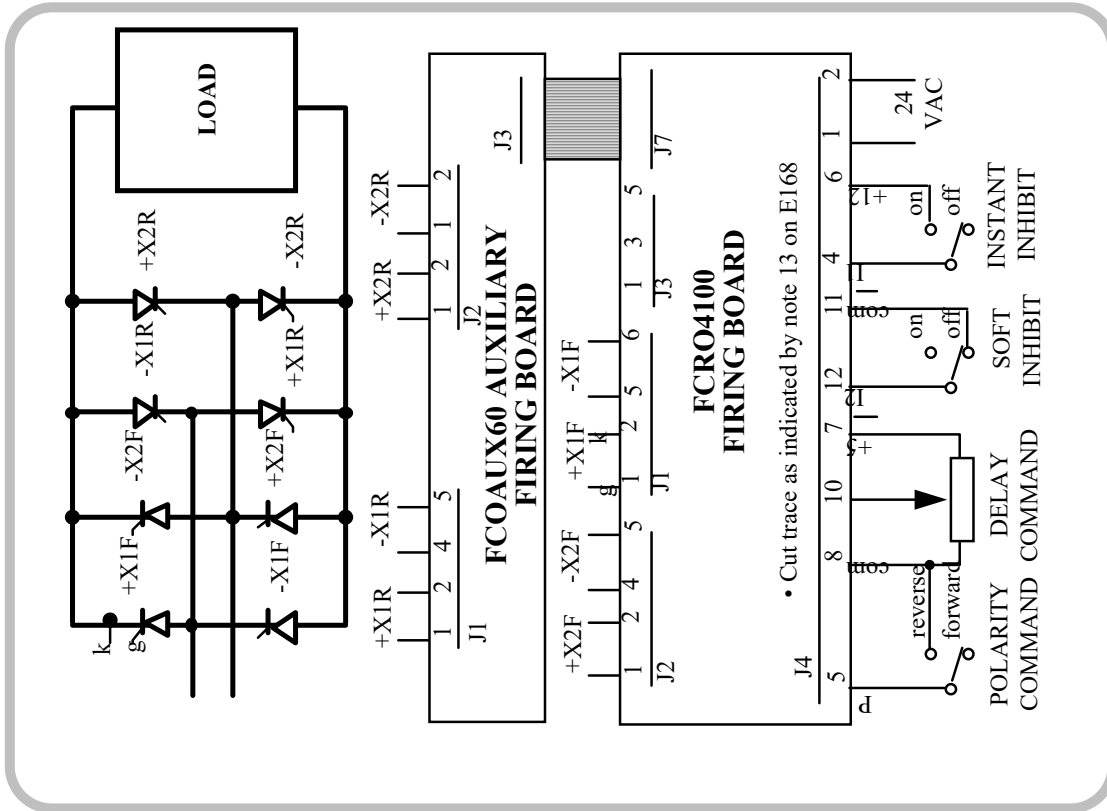 LOAD
+X2R
-X2R
-X1R
+X1R
-X2F
+X2F
+X1F
-X1F
k
g
FCOAUX60 AUXILIARY
FIRING BOARD
J3
-X2R
2
1
+X2R
2
1
J2
-X1R
5
4
+X1R
2
1
J1
FCRO4100
FIRING BOARD
• Cut trace as indicated by note 13 on E168
J7
5
3
1
J3
-X1F
6
5
+X1F
2
k
1
g
J1
-X2F
5
4
+X2F
2
1
J2
J4
2
1
24
VAC
6
+12
4
I1
on
off
INSTANT
INHIBIT
11
com
12
I2
on
off
SOFT
INHIBIT
7
+5
10
8
com
DELAY
COMMAND
5
P
reverse
forward
POLARITY
COMMAND